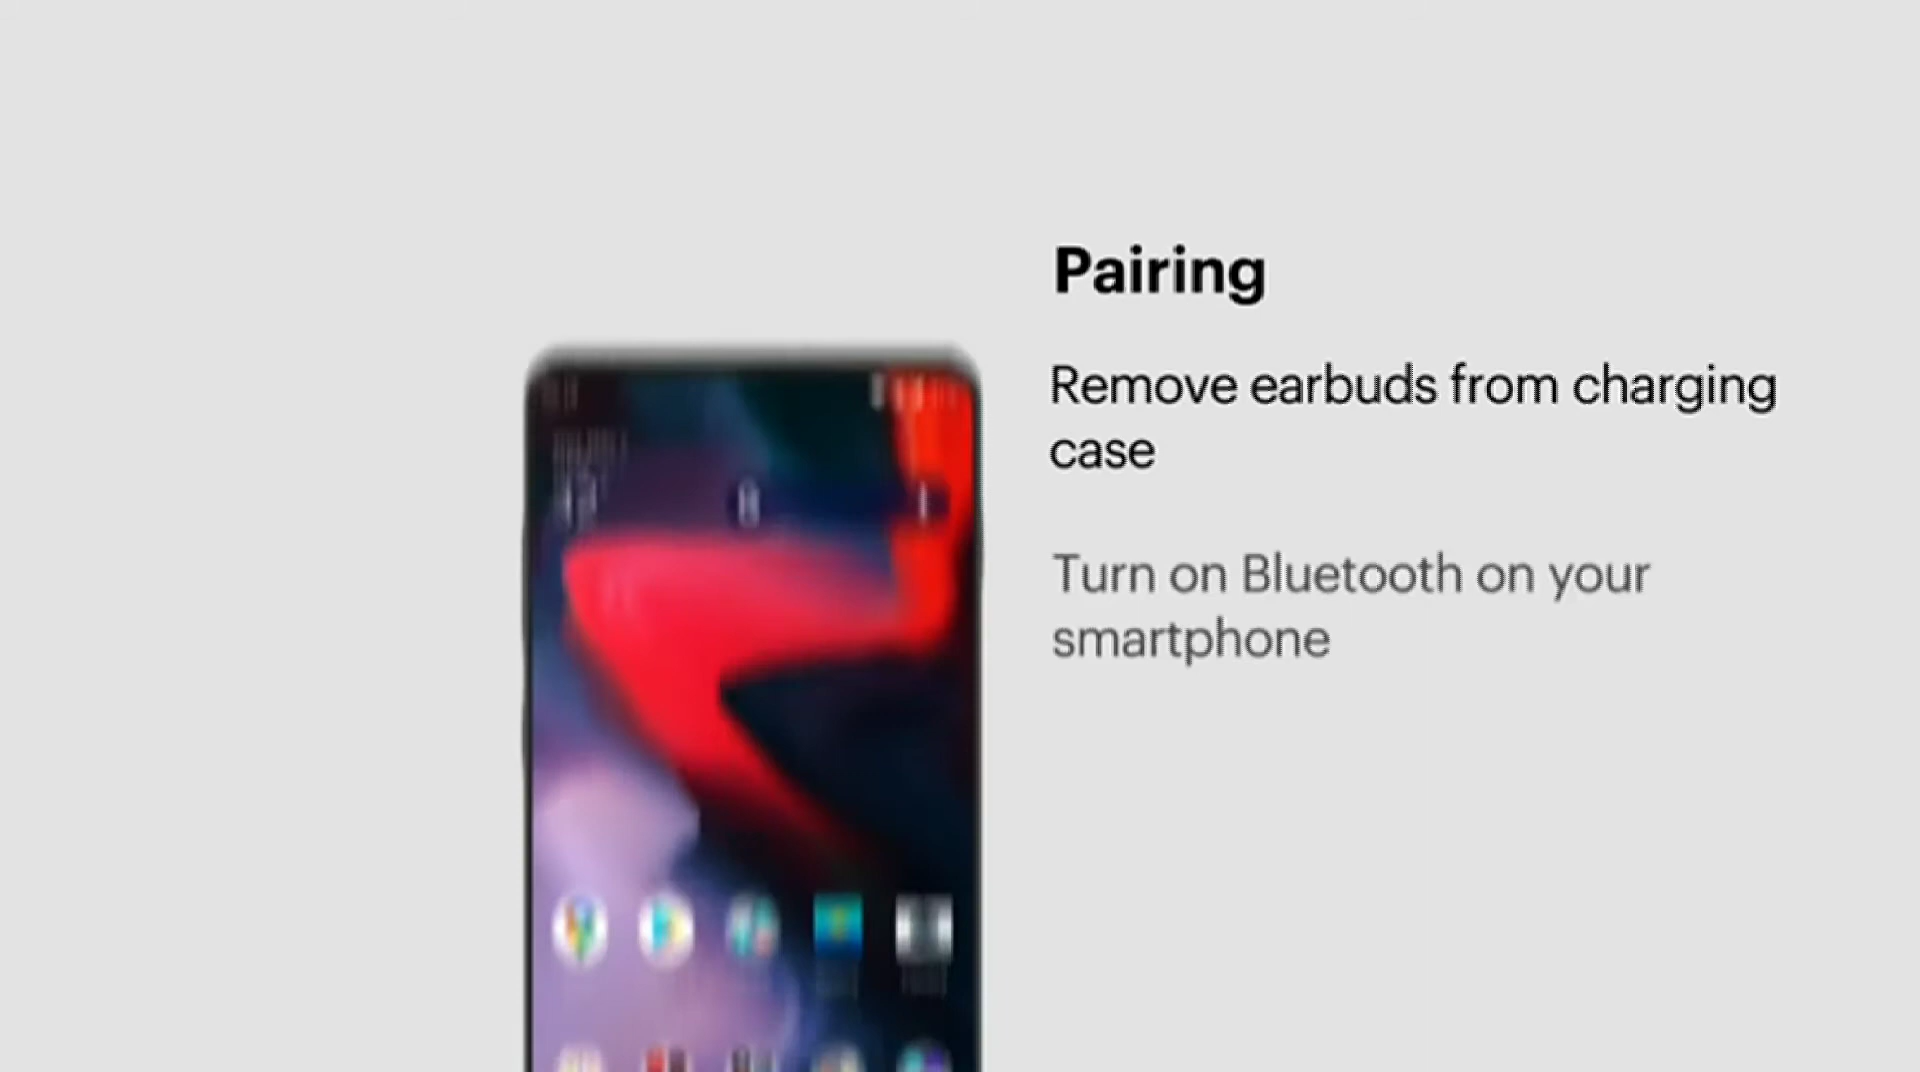 Pairing
Remove earbuds from charging
case
Turn on Bluetooth on your
smartphone